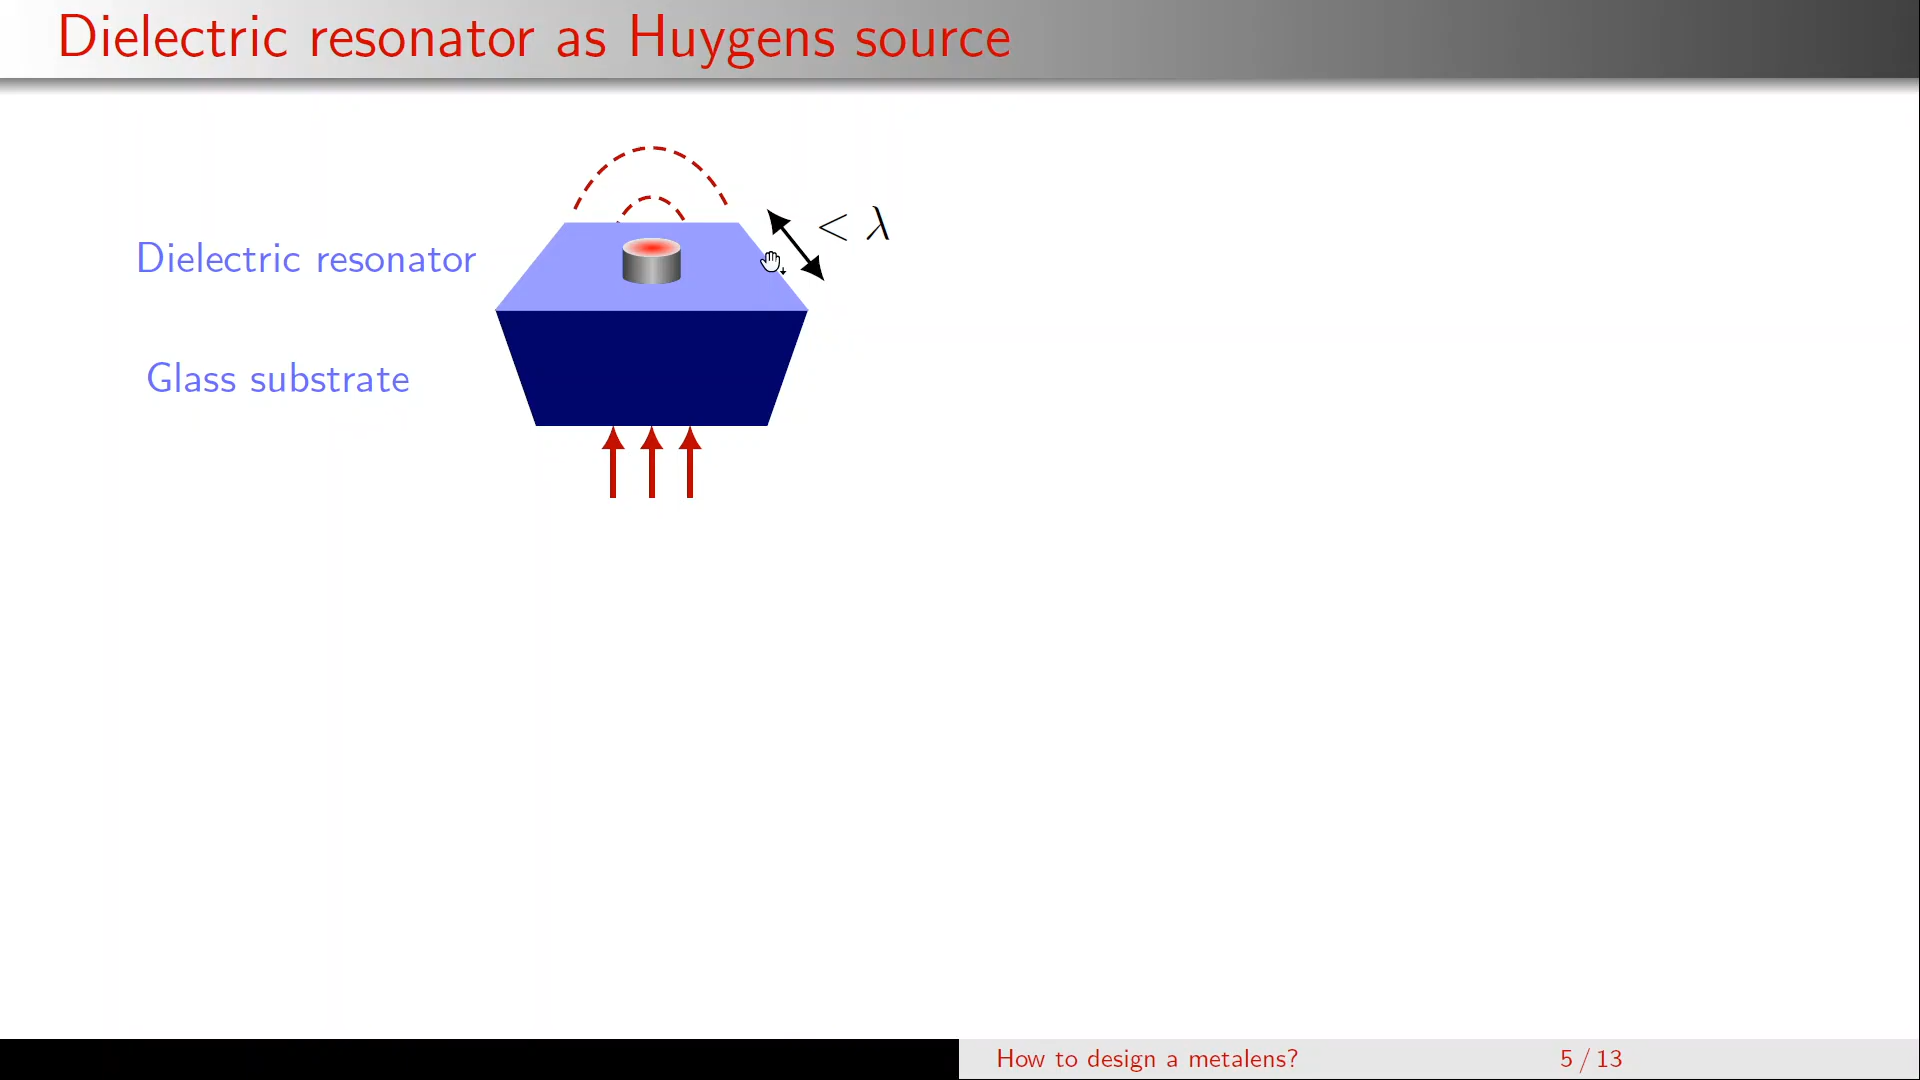 Dielectric resonator as Huygens source
< λ
Dielectric resonator
Glass substrate
How to design a metalens?
5 / 13